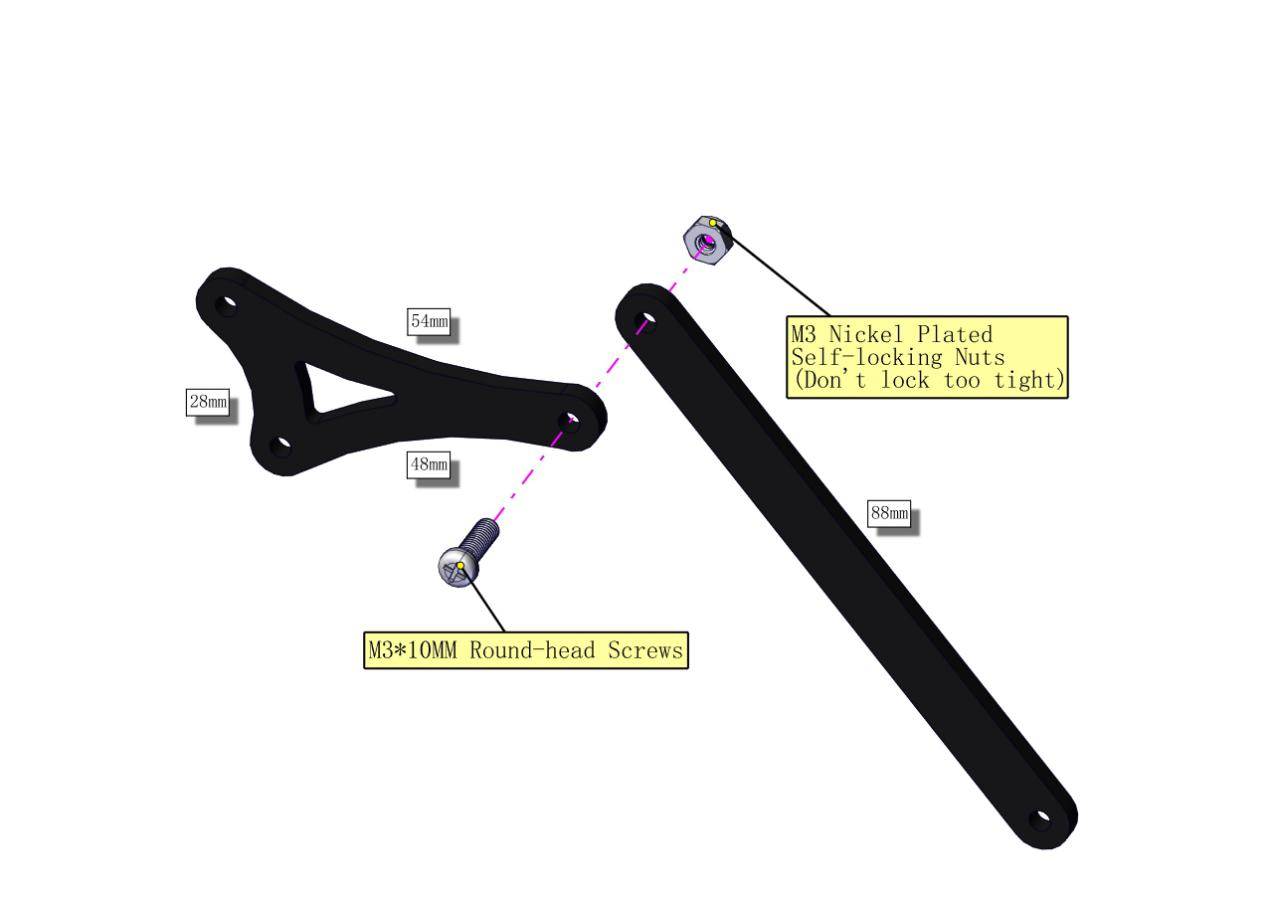 54mm
M3 Nickel Plated
Self-locking Nuts
(Don't lock too tight)
28mm
48mm
88mm
M3*10MM Round-head Screws